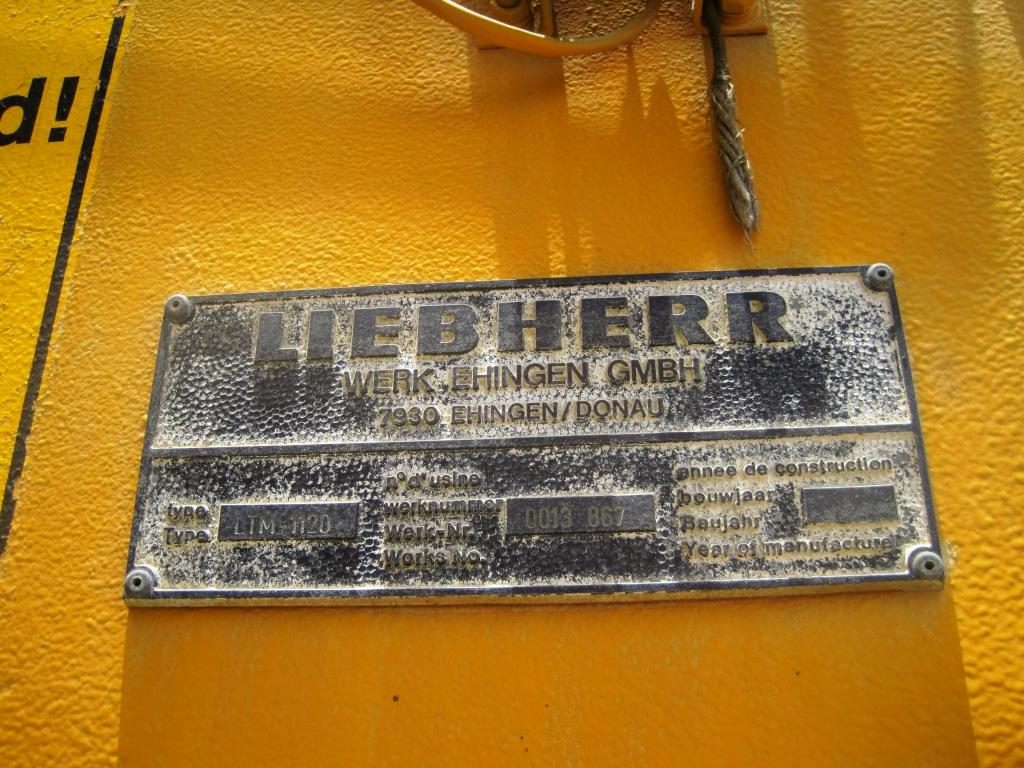 d!
LIEBHERR
WERK EHINGEN GMBH
7930 EHINGEN/DONAU
type
Type
LTM-1120
n° d'usine
werknummer
Werk-Nr.
Works No.
0013 867
annee de construction
bouwjaar
Baujahr
Year of manufacture